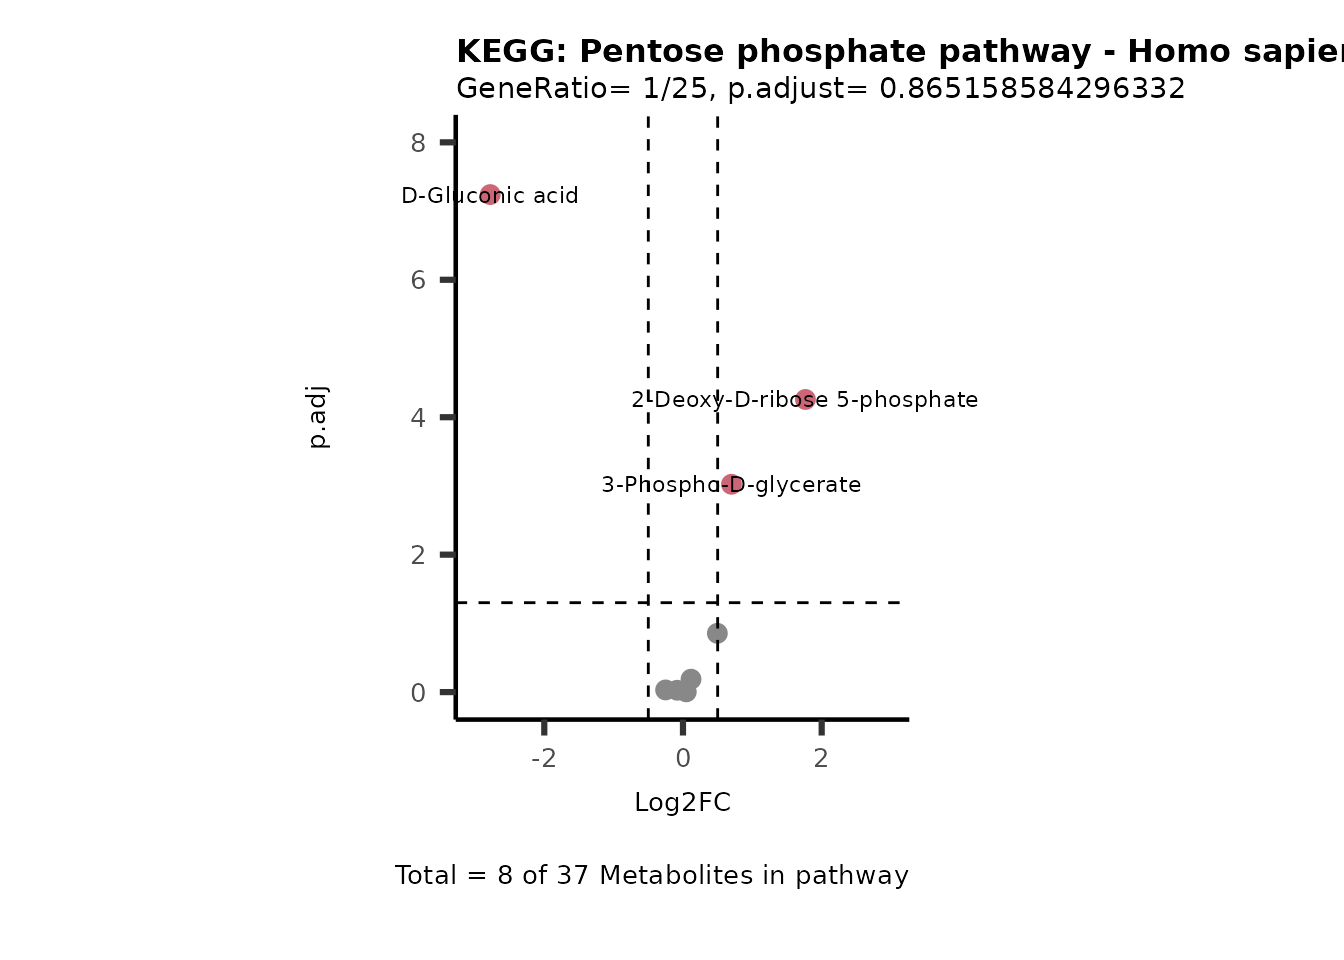 KEGG: Pentose phosphate pathway - Homo sapie
GeneRatio= 1/25, p.adjust= 0.865158584296332
8
D-Gluconic acid
6
2-Deoxy-D-ribose 5-phosphate
4
p.adj
3-Phospho-D-glycerate
2
0
-2 0 2
Log2FC
Total = 8 of 37 Metabolites in pathway